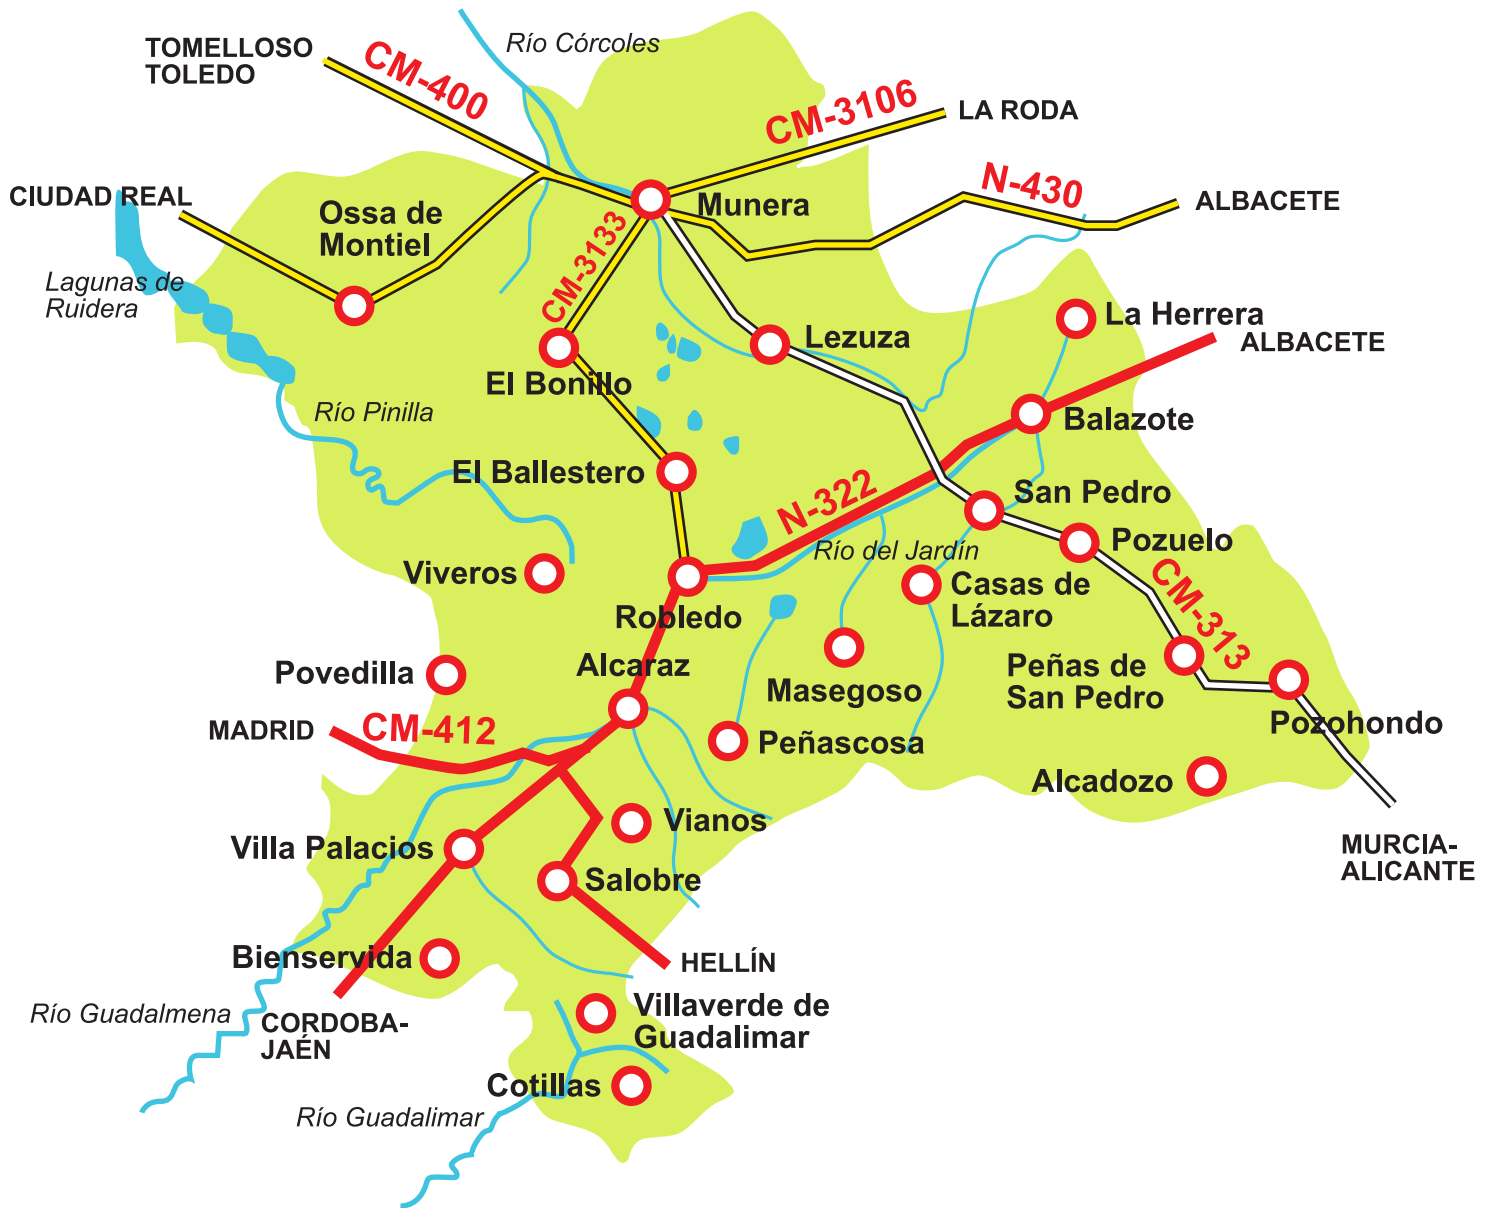 Río Córcoles
TOMELLOSO
TOLEDO
CM-400
CM-3106
LA RODA
N-430
CIUDAD REAL
Ossa de
Montiel
Munera
ALBACETE
CM-3133
Lagunas de
Ruidera
La Herrera
Lezuza
ALBACETE
El Bonillo
Río Pinilla
Balazote
El Ballestero
N-322
San Pedro
Río del Jardín
Pozuelo
Viveros
Casas de
Lázaro
CM-313
Robledo
Alcaraz
Povedilla
Masegoso
Peñas de
San Pedro
MADRID
CM-412
Peñascosa
Pozohondo
Alcadozo
Vianos
Villa Palacios
MURCIA-
ALICANTE
Salobre
Bienservida
HELLÍN
Río Guadalmena
CORDOBA-
JAÉN
Villaverde de
Guadalimar
Cotillas
Río Guadalimar